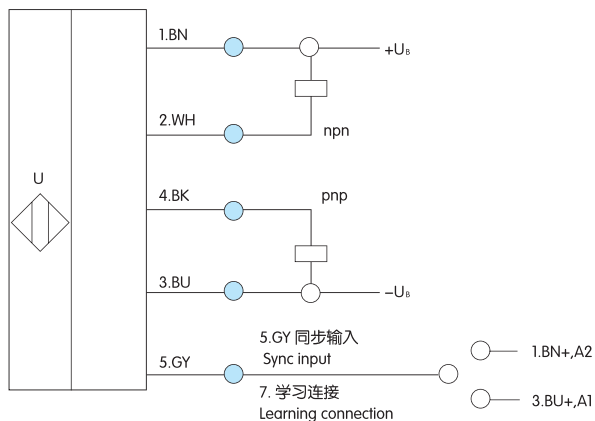 1.BN
+UB
2.WH
npn
U
4.BK
pnp
3.BU
−UB
5.GY 同步输入
Sync input
5.GY
1.BN+,A2
7. 学习连接
Learning connection
3.BU+,A1